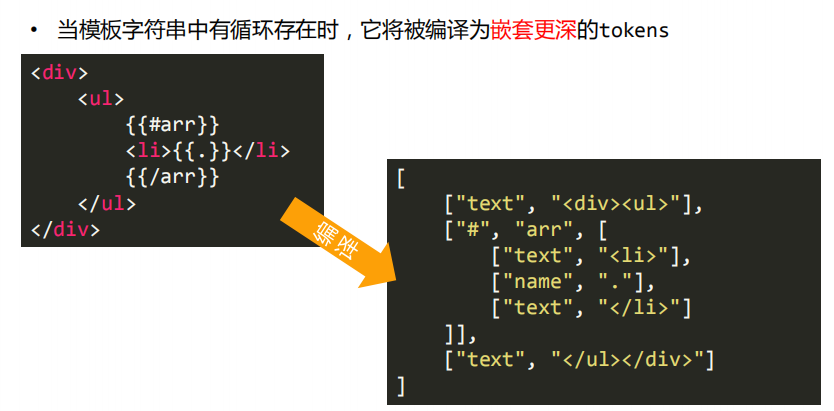 • 当模板字符串中有循环存在时，它将被编译为嵌套更深的tokens
<div>
    <ul>
        {{#arr}}
        <li>{{.}}</li>
        {{/arr}}
    </ul>
</div>
编译
[
    ["text", "<div><ul>"],
    ["#", "arr", [
        ["text", "<li>"],
        ["name", "."],
        ["text", "</li>"]
    ]],
    ["text", "</ul></div>"]
]